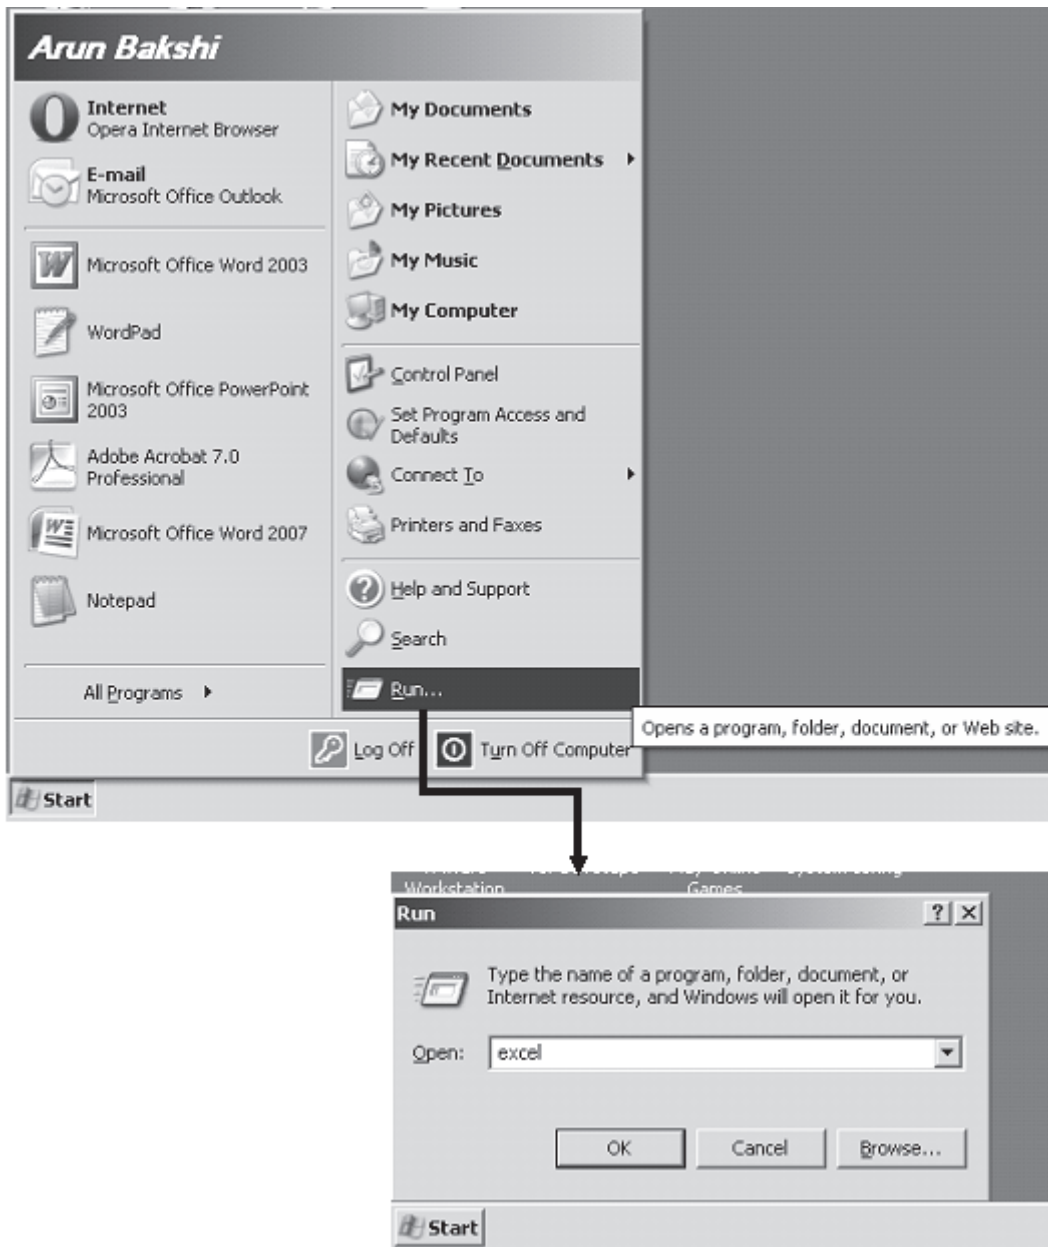 Arun Bakshi
Internet
Opera Internet Browser
E-mail
Microsoft Office Outlook
Microsoft Office Word 2003
WordPad
Microsoft Office PowerPoint
2003
Adobe Acrobat 7.0
Professional
Microsoft Office Word 2007
Notepad
All Programs
My Documents
My Recent Documents
My Pictures
My Music
My Computer
Control Panel
Set Program Access and
Defaults
Connect To
Printers and Faxes
Help and Support
Search
Run...
Opens a program, folder, document, or Web site.
Log Off
Turn Off Computer
Start
Workstation
Games
Run
Type the name of a program, folder, document, or
Internet resource, and Windows will open it for you.
Open:
excel
OK
Cancel
Browse...
Start